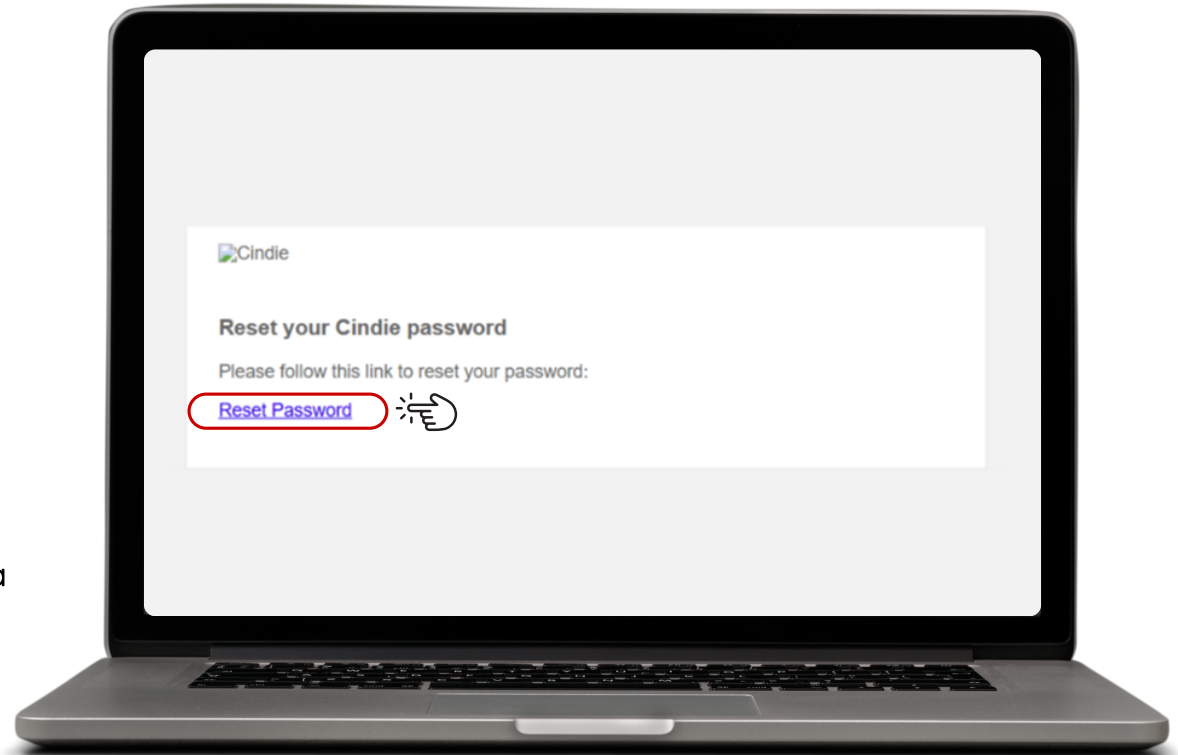 Cindie
Reset your Cindie password
Please follow this link to reset your password:
Reset Password
a